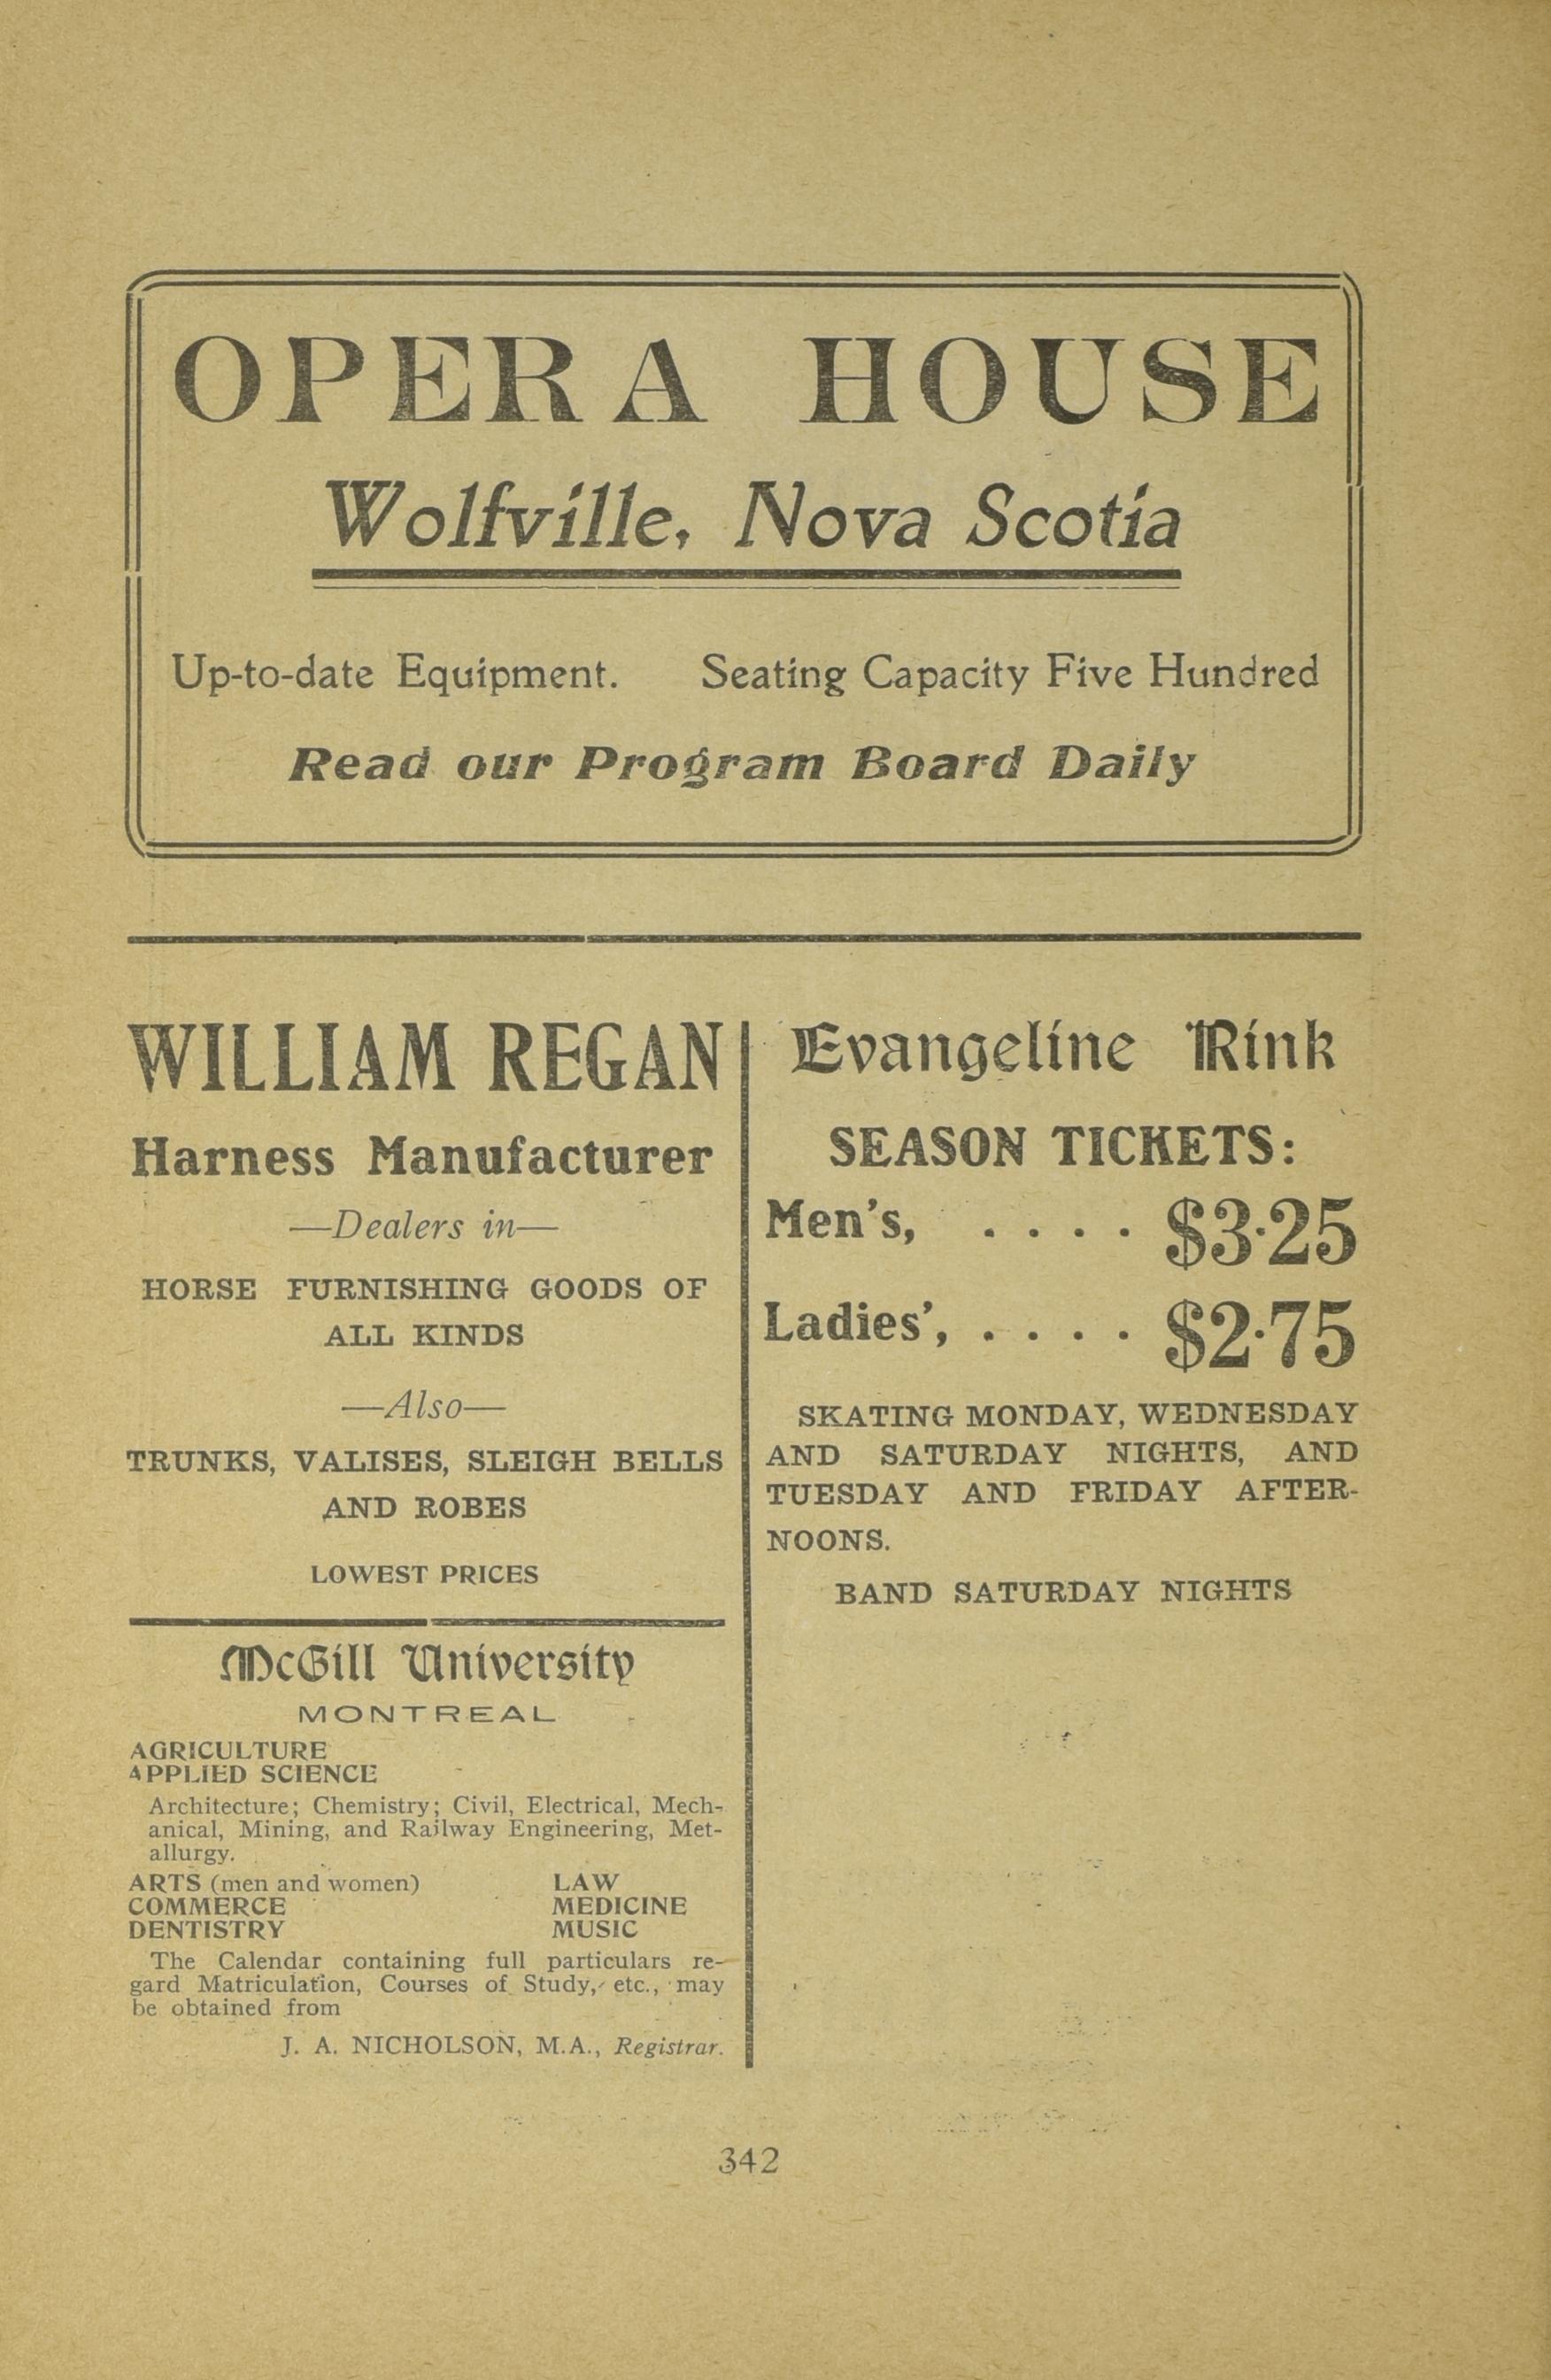 OPERA HOUSE
Wolfville, Nova Scotia
Up-to-date Equipment. Seating Capacity Five Hundred
Read our Program Board Daily
WILLIAM REGAN
Harness Manufacturer
—Dealers in—
HORSE FURNISHING GOODS OF
ALL KINDS
—Also—
TRUNKS, VALISES, SLEIGH BELLS
AND ROBES
LOWEST PRICES
McGill University
MONTREAL
AGRICULTURE
APPLIED SCIENCE
Architecture; Chemistry; Civil, Electrical, Mech-
anical, Mining, and Railway Engineering, Met-
allurgy.
ARTS (men and women) LAW
COMMERCE MEDICINE
DENTISTRY MUSIC
The Calendar containing full particulars re-
gard Matriculation, Courses of Study, etc., may
be obtained from
J. A. NICHOLSON, M.A., Registrar.
Evangeline Rink
SEASON TICKETS:
Men's, . . . . $3.25
Ladies', . . . . $2.75
SKATING MONDAY, WEDNESDAY
AND SATURDAY NIGHTS, AND
TUESDAY AND FRIDAY AFTER-
NOONS.
BAND SATURDAY NIGHTS
342